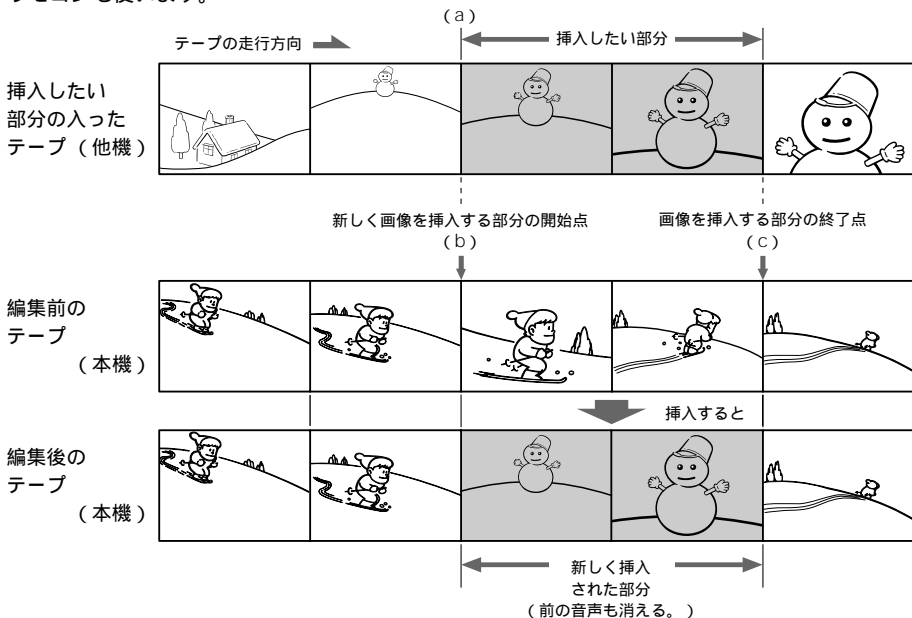 (a)
テープの走行方向
挿入したい部分
挿入したい
部分の入った
テープ(他機)
新しく画像を挿入する部分の開始点
(b)
画像を挿入する部分の終了点
(c)
編集前の
テープ
(本機)
挿入すると
編集後の
テープ
(本機)
新しく挿入
された部分
(前の音声も消える。)